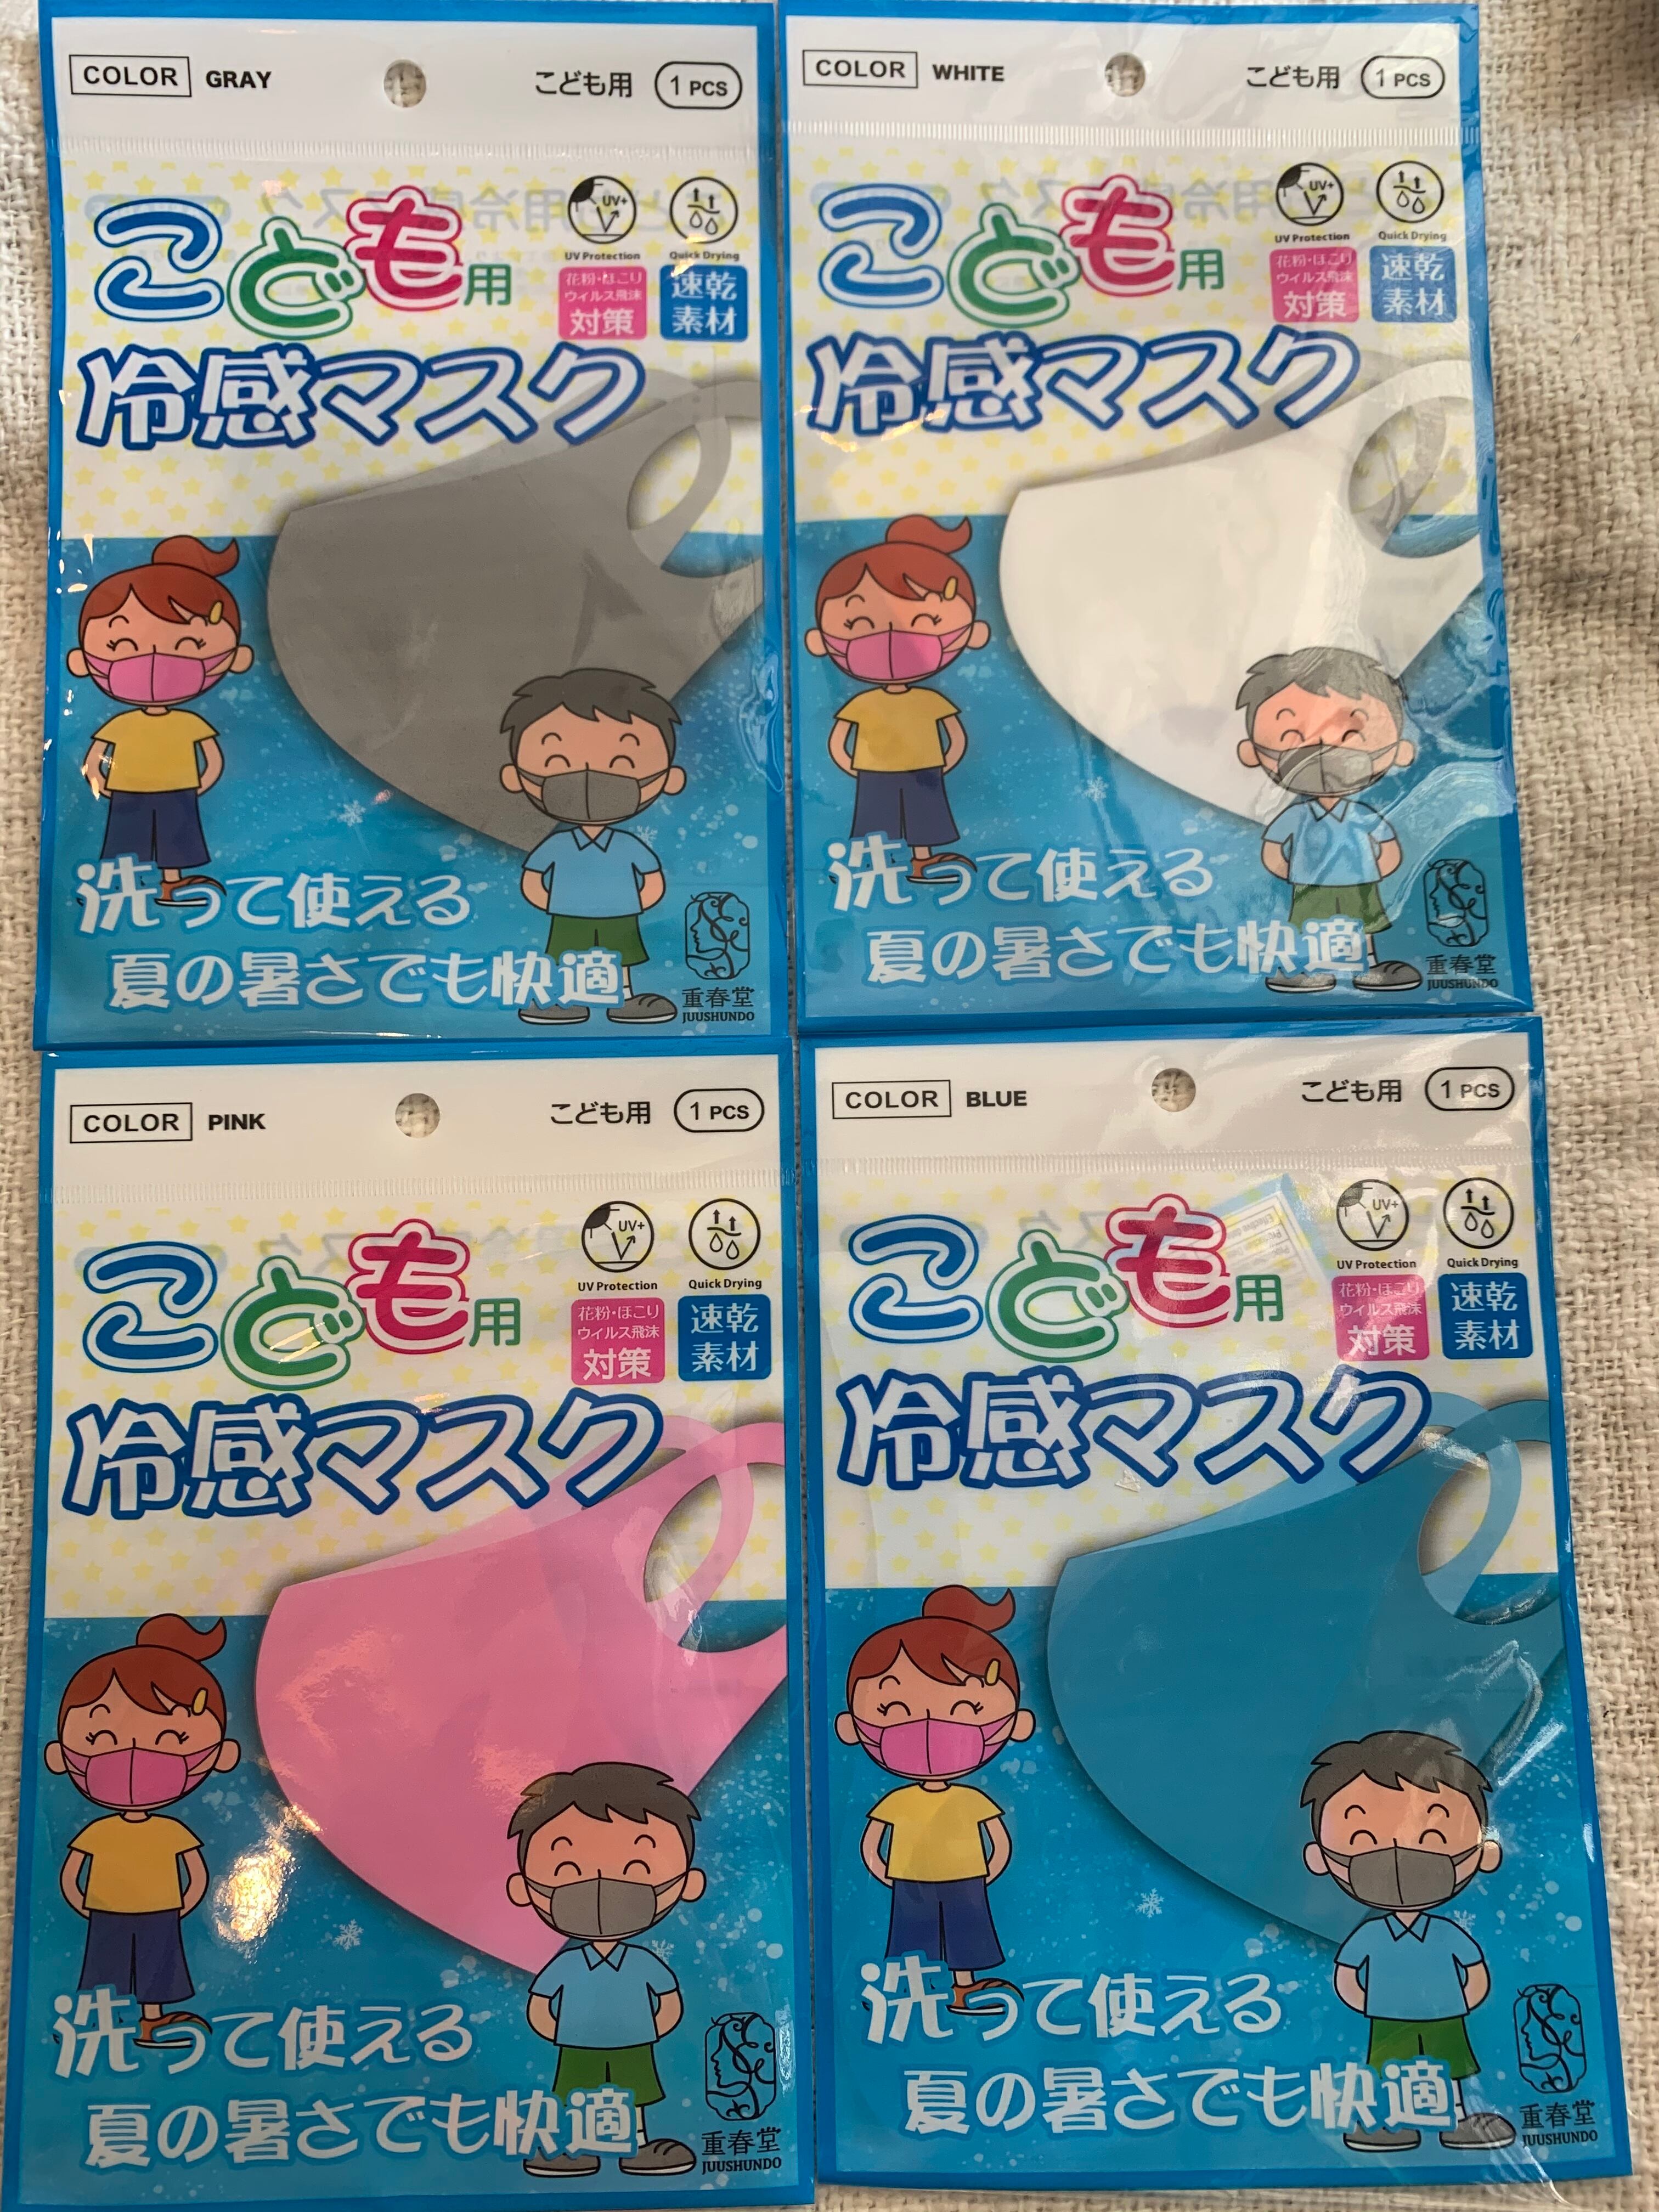 COLOR GRAY こども用 1 PCS
UV+
UV Protection Quick Drying
こども用
花粉・ほこり
ウイルス飛沫
対策
速乾
素材
冷感マスク
洗って使える
夏の暑さでも快適
重春堂
JUUSHUNDO
COLOR WHITE こども用 1 PCS
UV+
UV Protection Quick Drying
こども用
花粉・ほこり
ウイルス飛沫
対策
速乾
素材
冷感マスク
洗って使える
夏の暑さでも快適
重春堂
JUUSHUNDO
COLOR PINK こども用 1 PCS
UV+
UV Protection Quick Drying
こども用
花粉・ほこり
ウイルス飛沫
対策
速乾
素材
冷感マスク
洗って使える
夏の暑さでも快適
重春堂
JUUSHUNDO
COLOR BLUE こども用 1 PCS
UV+
UV Protection Quick Drying
こども用
花粉・ほこり
ウイルス飛沫
対策
速乾
素材
冷感マスク
洗って使える
夏の暑さでも快適
重春堂
JUUSHUNDO